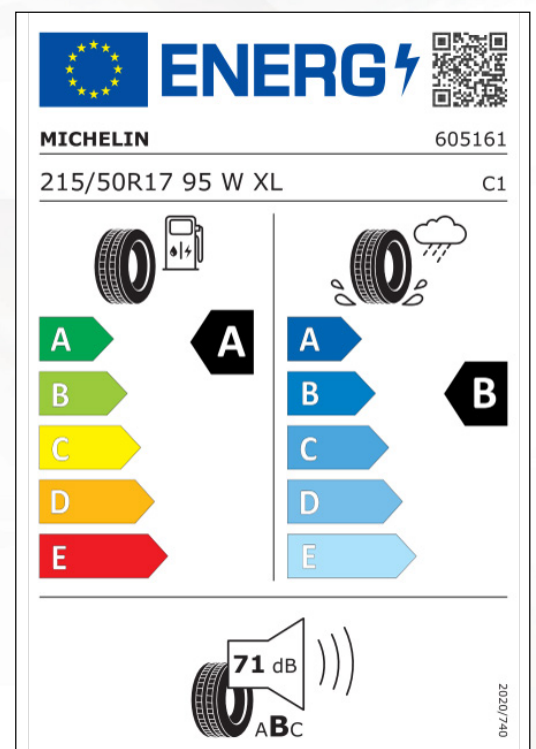 ENERG
MICHELIN 605161
215/50R17 95 W XL C1
A A
B
C
D
E
A
B B
C
D
E
71 dB
ABC
2020/740